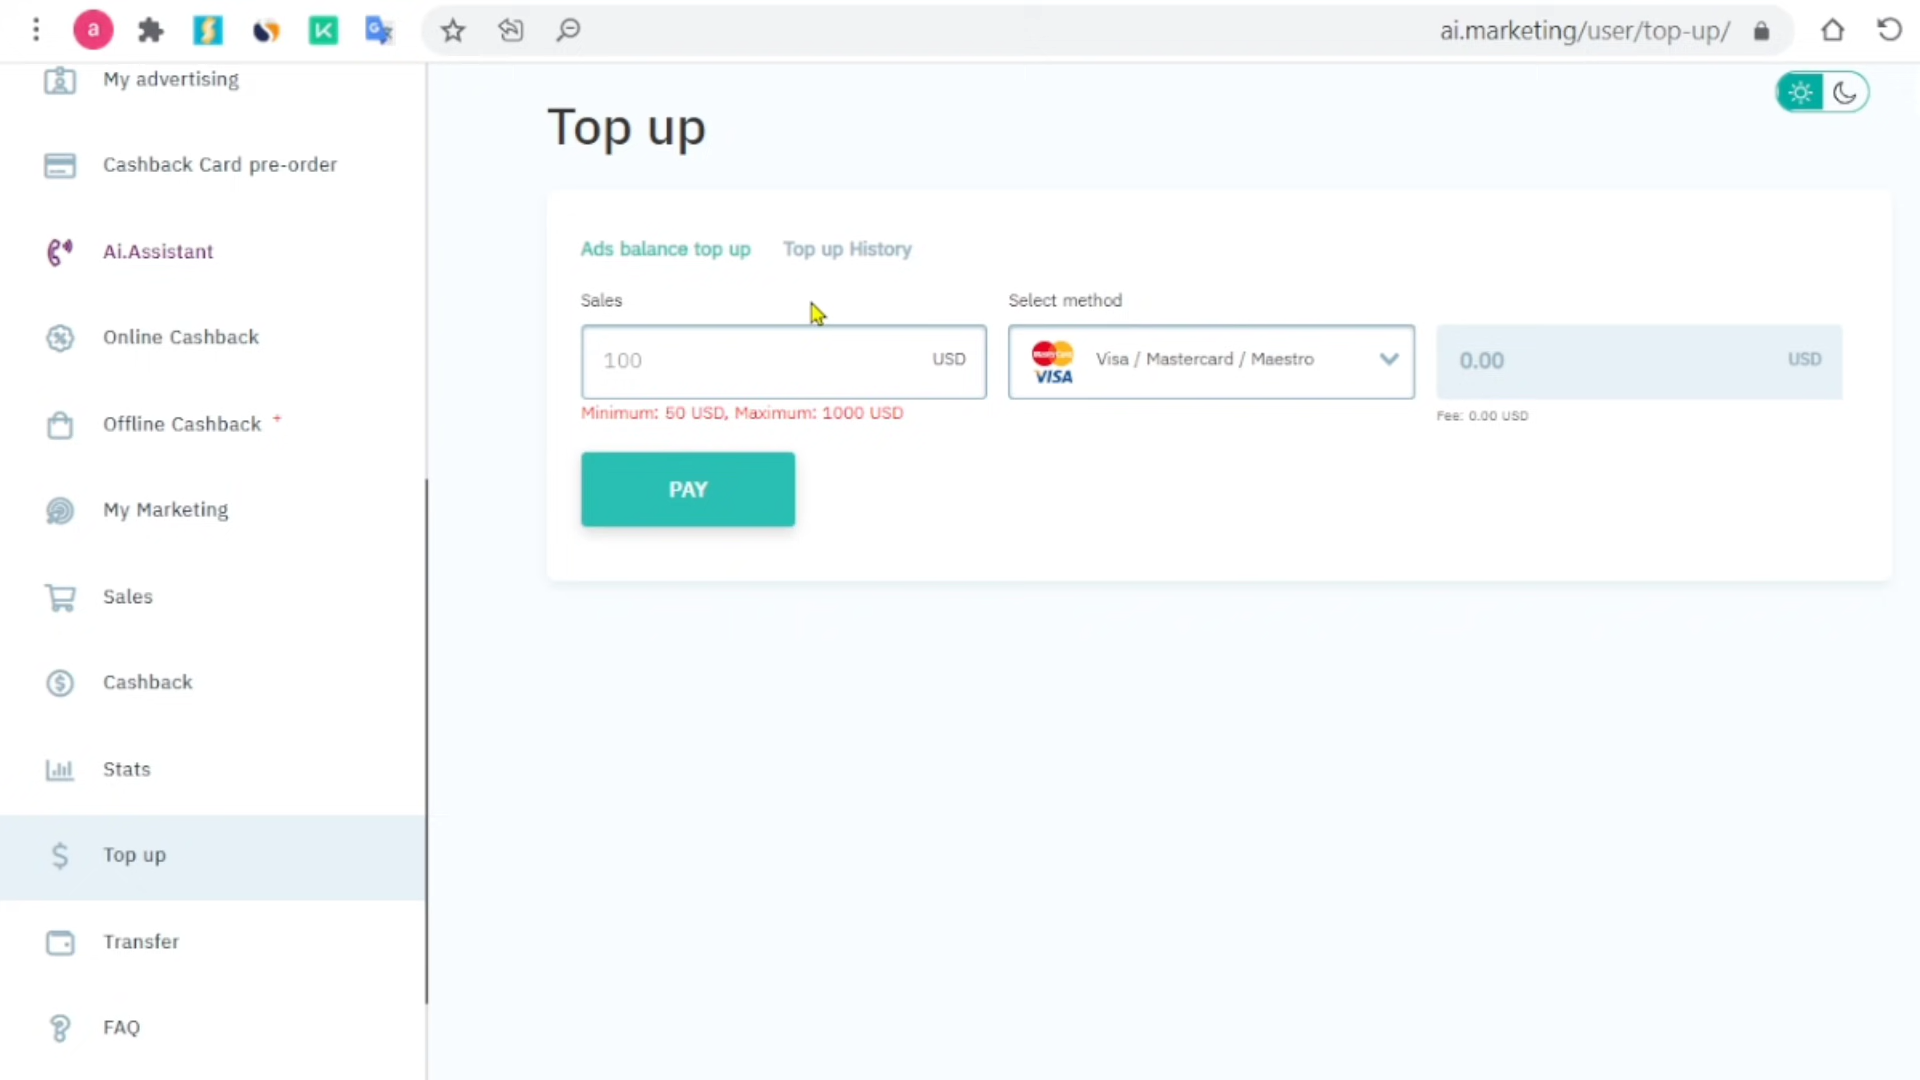 a
ai.marketing/user/top-up/
My advertising
Cashback Card pre-order
Ai.Assistant
Online Cashback
Offline Cashback +
My Marketing
Sales
Cashback
Stats
Top up
Transfer
FAQ
Top up
Ads balance top up Top up History
Sales Select method
100 USD VISA Visa / Mastercard / Maestro 0.00 USD
Minimum: 50 USD, Maximum: 1000 USD Fee: 0.00 USD
PAY